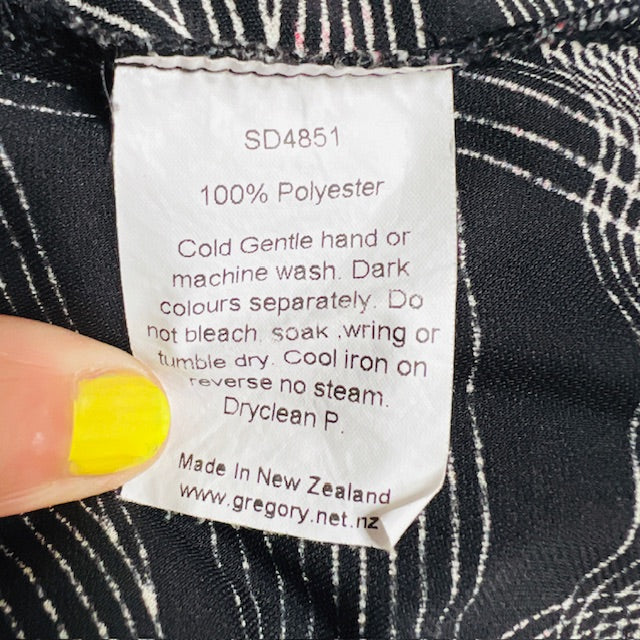 SD4851
100% Polyester
Cold Gentle hand or
machine wash. Dark
colours separately. Do
not bleach, soak ,wring or
tumble dry. Cool iron on
reverse no steam.
Dryclean P.
Made In New Zealand
www.gregory.net.nz